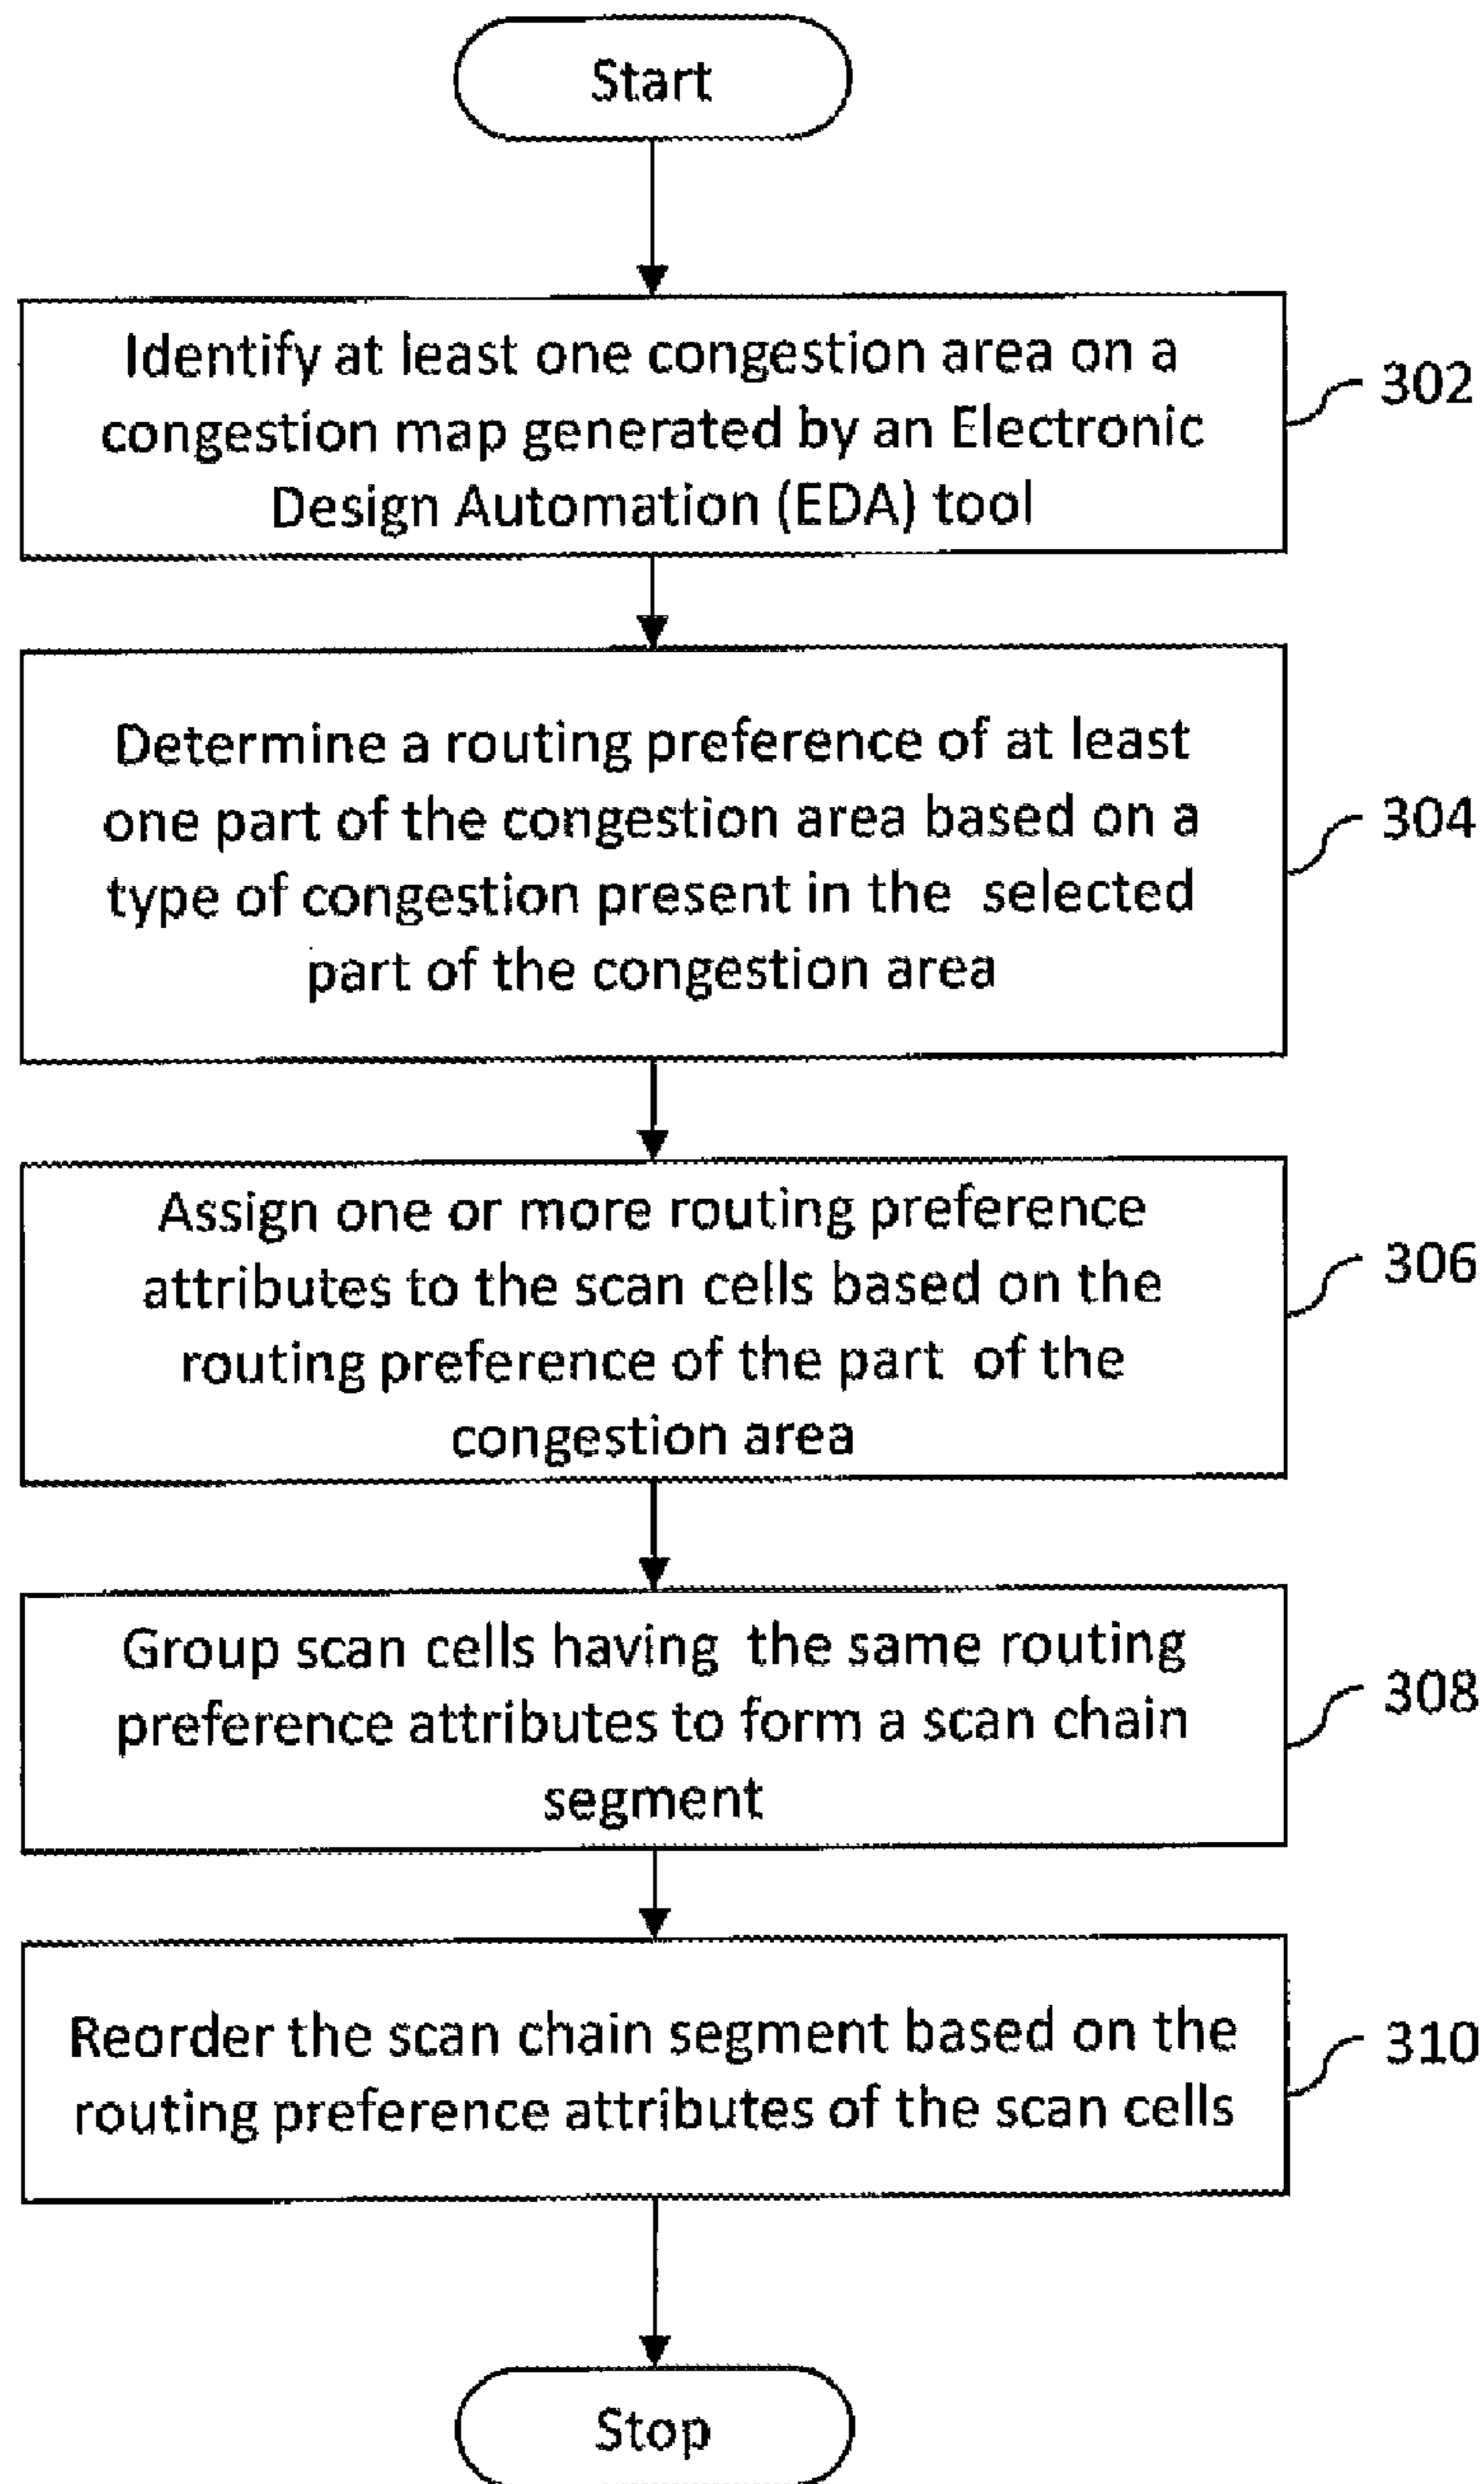 Start
Identify at least one congestion area on a
congestion map generated by an Electronic
Design Automation (EDA) tool
302
Determine a routing preference of at least
one part of the congestion area based on a
type of congestion present in the selected
part of the congestion area
304
Assign one or more routing preference
attributes to the scan cells based on the
routing preference of the part of the
congestion area
306
Group scan cells having the same routing
preference attributes to form a scan chain
segment
308
Reorder the scan chain segment based on the
routing preference attributes of the scan cells
310
Stop